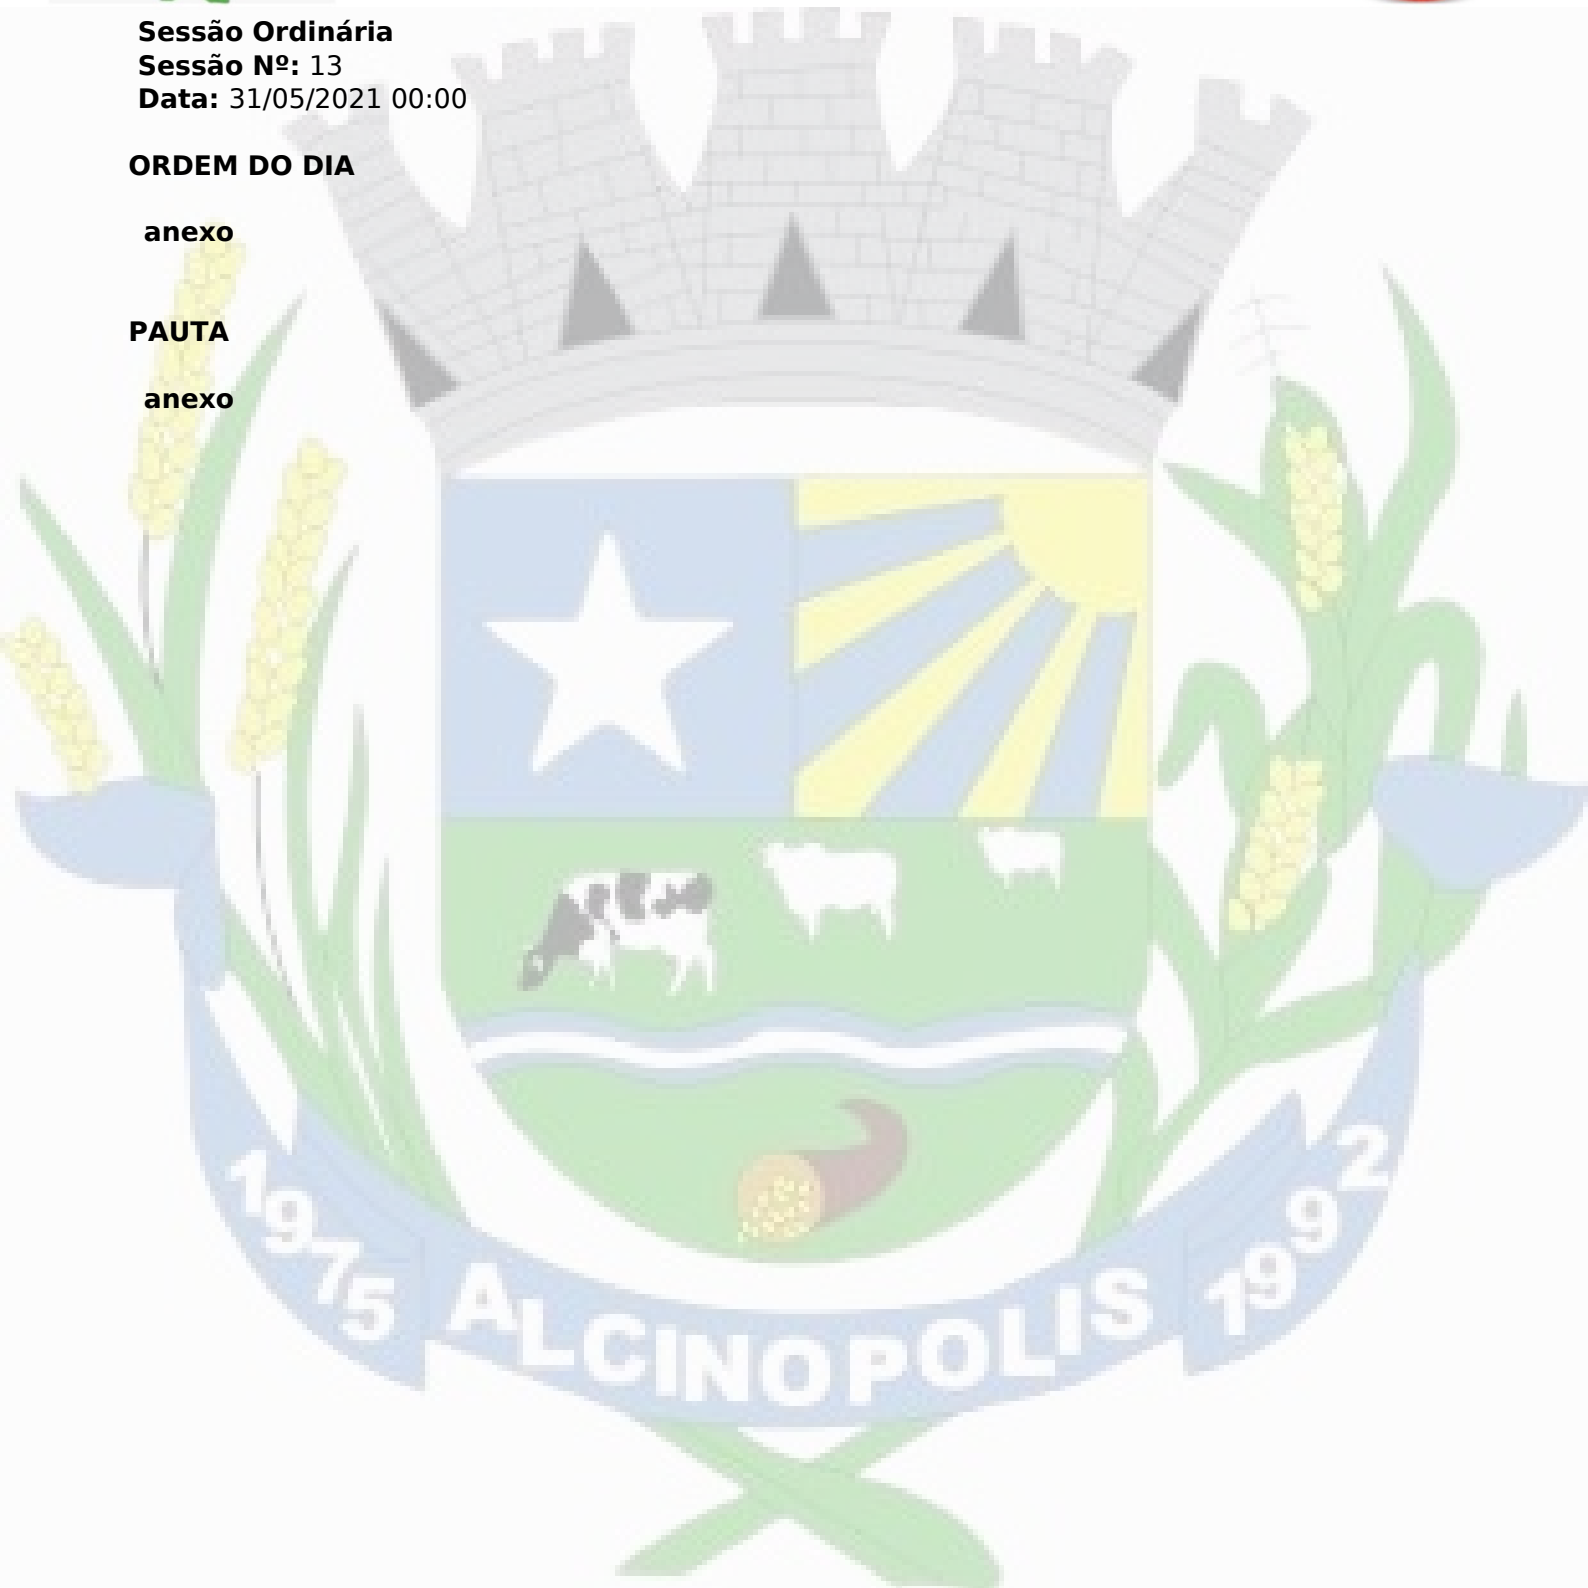 Sessão Ordinária
Sessão Nº: 13
Data: 31/05/2021 00:00
ORDEM DO DIA
anexo
PAUTA
anexo
1975 ALCINOPOLIS 1992